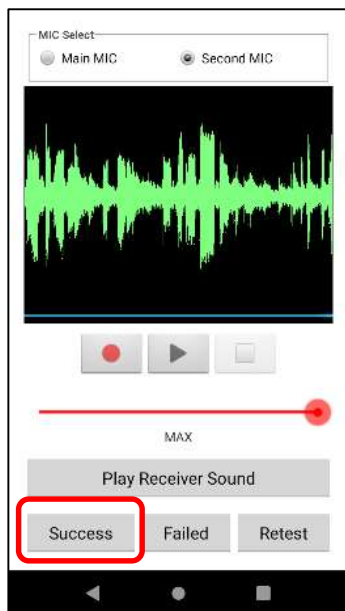 MIC Select
Main MIC Second MIC
MAX
Play Receiver Sound
Success Failed Retest